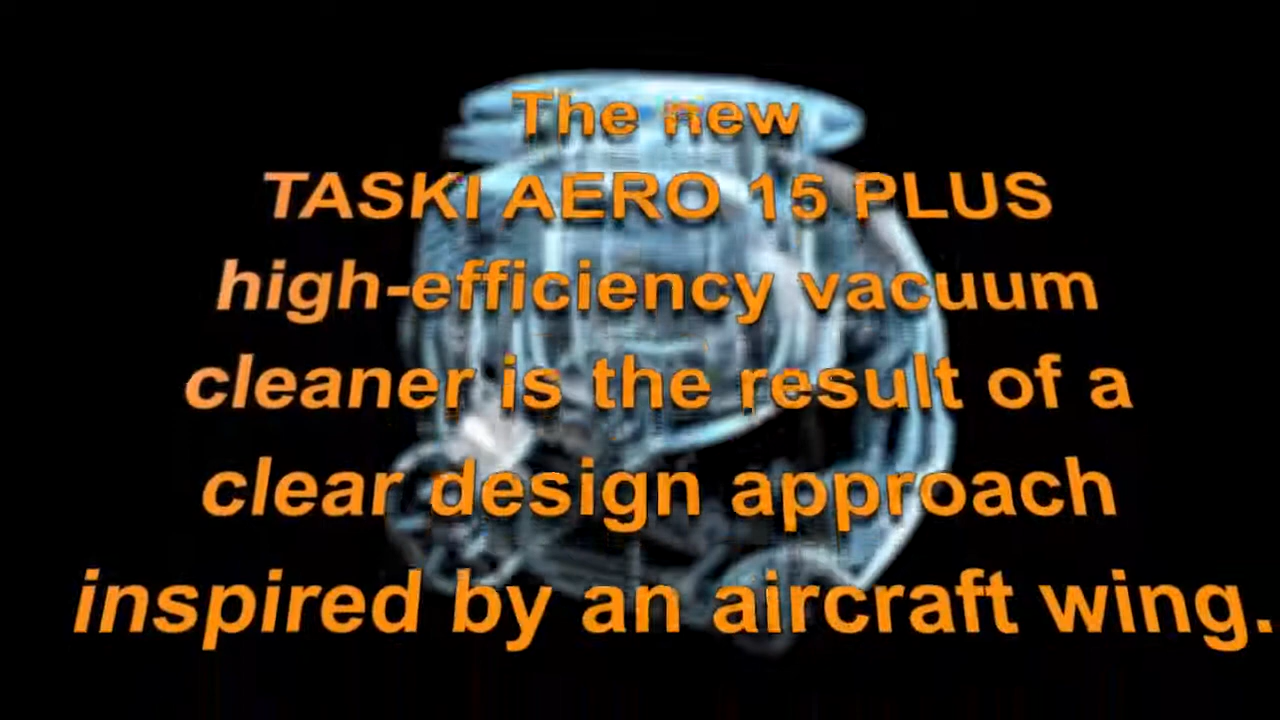 The new
TASKI AERO 15 PLUS
high-efficiency vacuum
cleaner is the result of a
clear design approach
inspired by an aircraft wing.